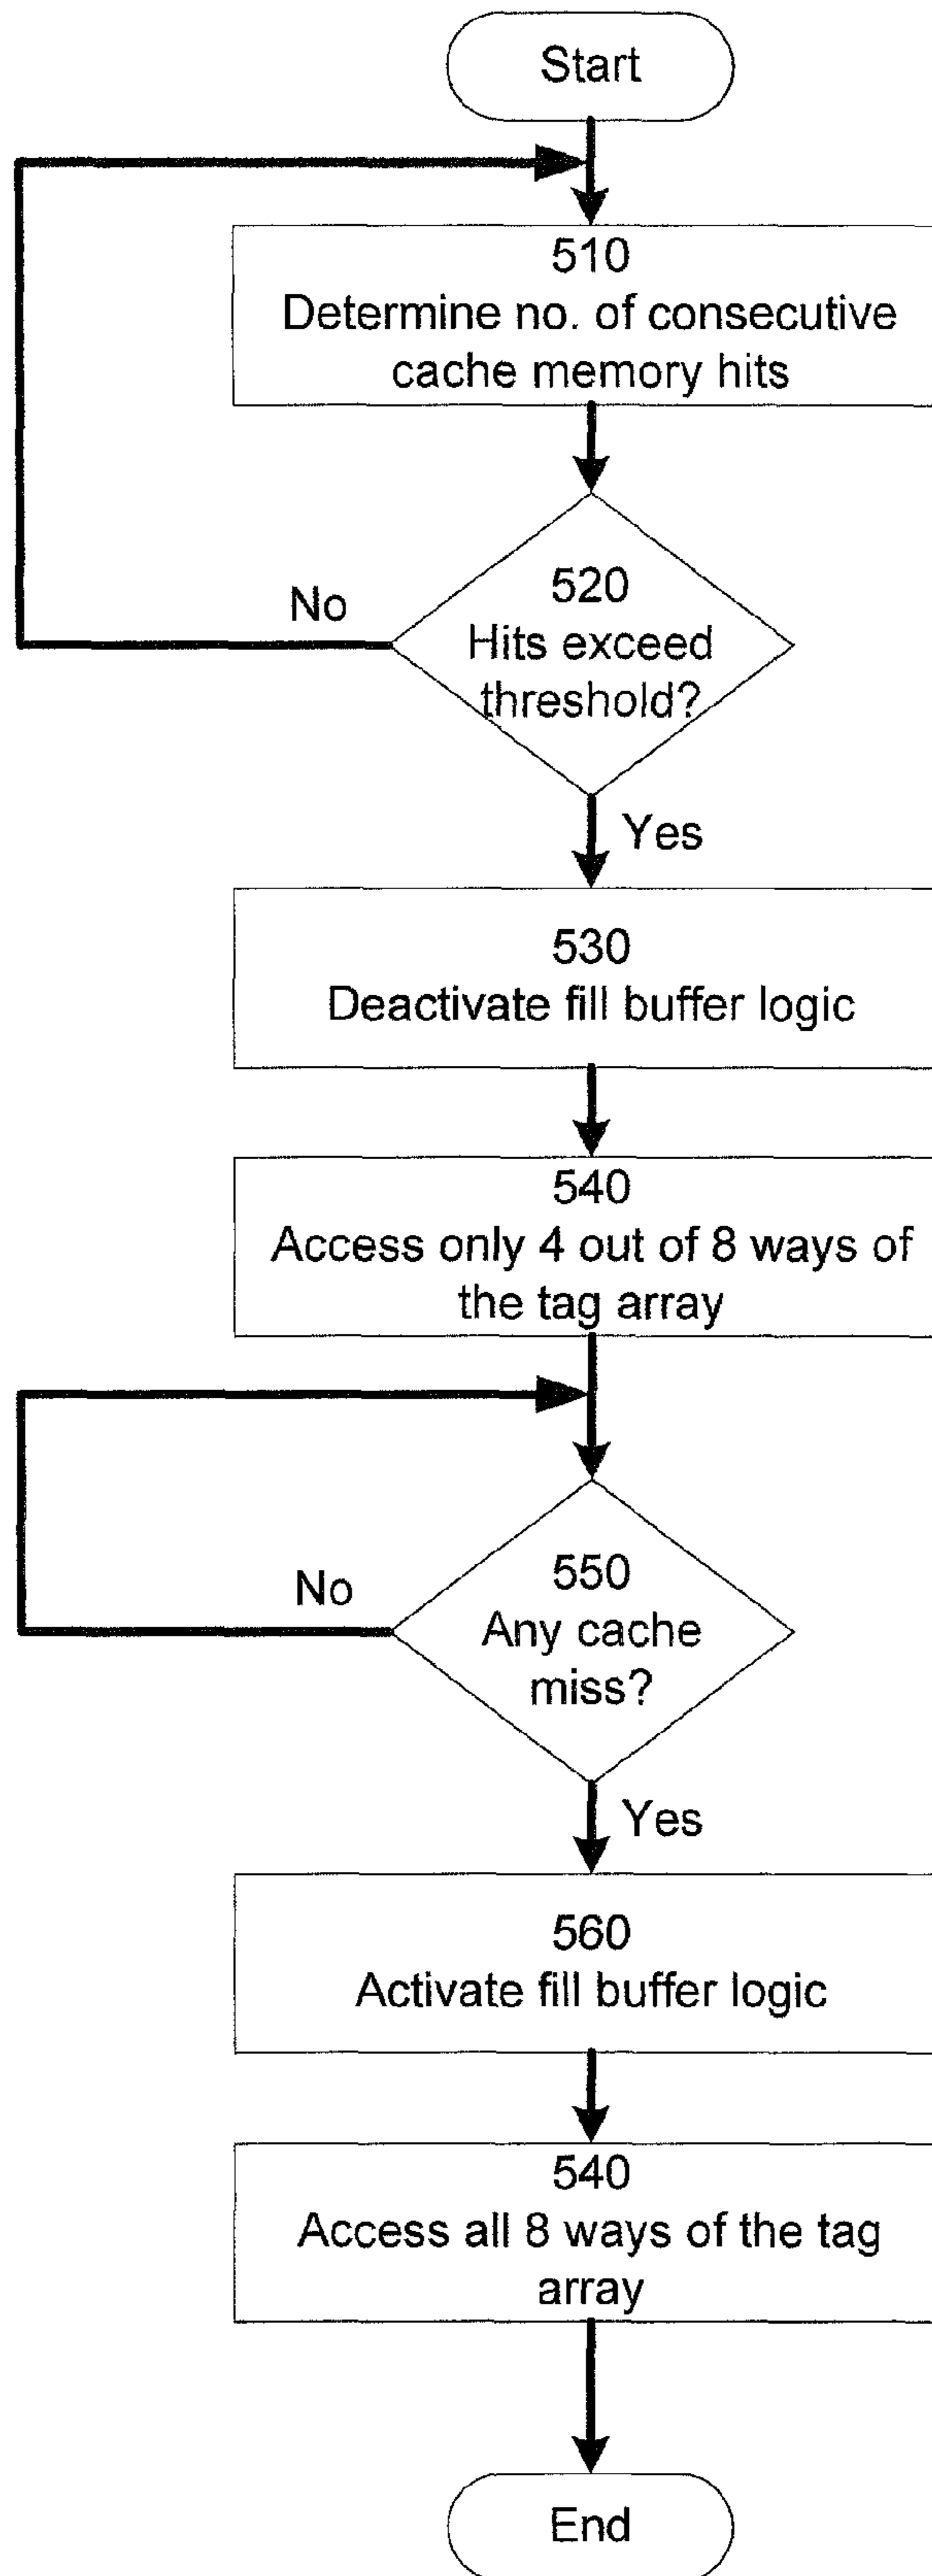 Start
510
Determine no. of consecutive
cache memory hits
520
Hits exceed
threshold?
No
Yes
530
Deactivate fill buffer logic
540
Access only 4 out of 8 ways of
the tag array
550
Any cache
miss?
No
Yes
560
Activate fill buffer logic
540
Access all 8 ways of the tag
array
End